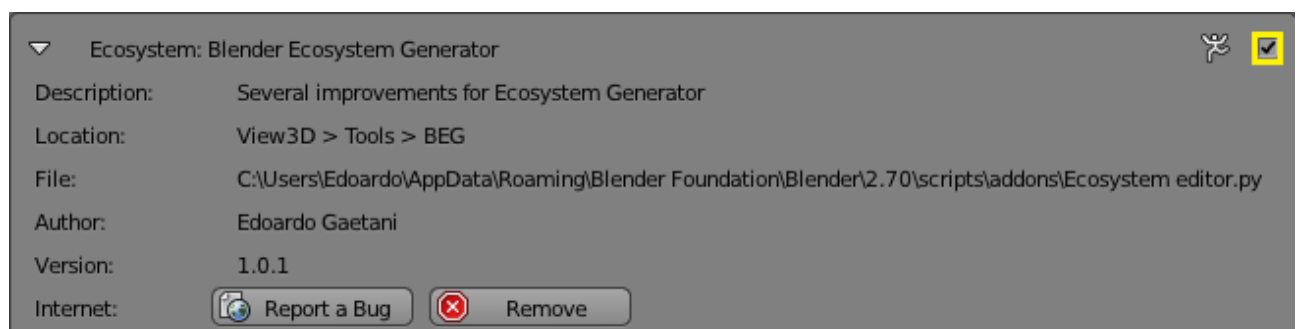 Ecosystem: Blender Ecosystem Generator
Description: Several improvements for Ecosystem Generator
Location: View3D > Tools > BEG
File: C:\Users\Edoardo\AppData\Roaming\Blender Foundation\Blender\2.70\scripts\addons\Ecosystem editor.py
Author: Edoardo Gaetani
Version: 1.0.1
Internet: Report a Bug Remove